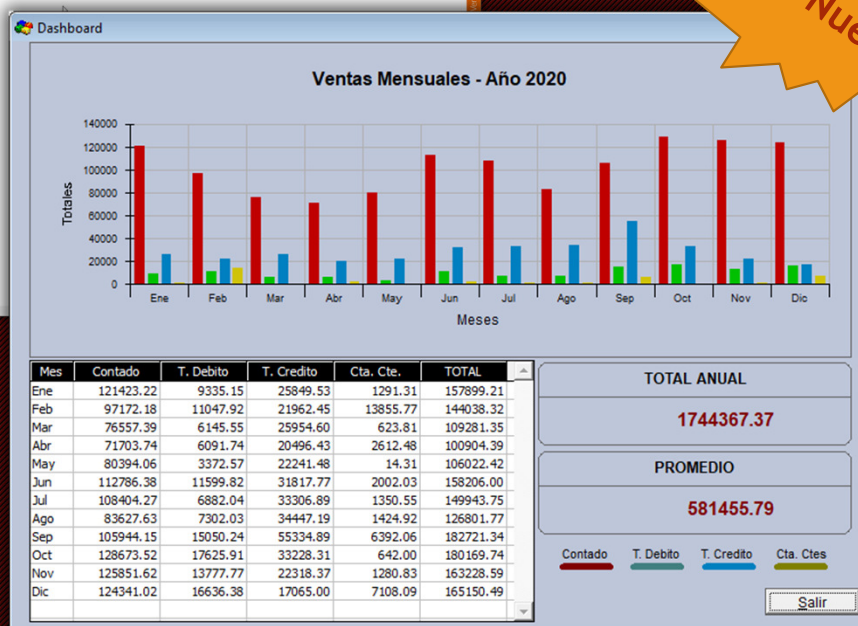 Nue
Dashboard
Ventas Mensuales - Año 2020
140000
120000
100000
80000
60000
40000
20000
0
Totales
Ene Feb Mar Abr May Jun Jul Ago Sep Oct Nov Dic
Meses
Mes Contado T. Debito T. Credito Cta. Cte. TOTAL
Ene 121423.22 9335.15 25849.53 1291.31 157899.21
Feb 97172.18 11047.92 21962.45 13855.77 144038.32
Mar 76557.39 6145.55 25954.60 623.81 109281.35
Abr 71703.74 6091.74 20496.43 2612.48 100904.39
May 80394.06 3372.57 22241.48 14.31 106022.42
Jun 112786.38 11599.82 31817.77 2002.03 158206.00
Jul 108404.27 6882.04 33306.89 1350.55 149943.75
Ago 83627.63 7302.03 34447.19 1424.92 126801.77
Sep 105944.15 15050.24 55334.89 6392.06 182721.34
Oct 128673.52 17625.91 33228.31 642.00 180169.74
Nov 125851.62 13777.77 22318.37 1280.83 163228.59
Dic 124341.02 16636.38 17065.00 7108.09 165150.49
TOTAL ANUAL
1744367.37
PROMEDIO
581455.79
Contado T. Debito T. Credito Cta. Ctes
Salir